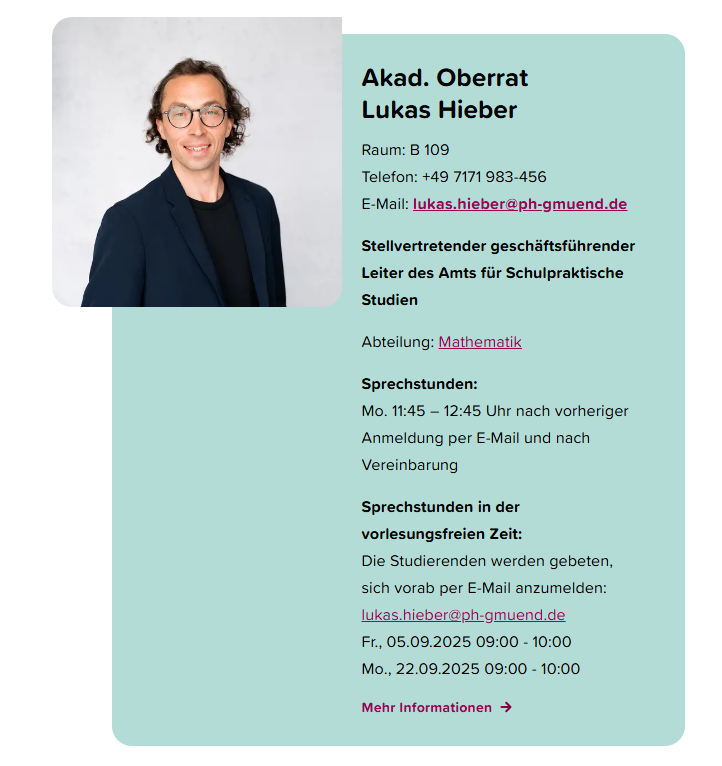 Akad. Oberrat
Lukas Hieber
Raum: B 109
Telefon: +49 7171 983-456
E-Mail: lukas.hieber@ph-gmuend.de
Stellvertretender geschäftsführender
Leiter des Amts für Schulpraktische
Studien
Abteilung: Mathematik
Sprechstunden:
Mo. 11:45 – 12:45 Uhr nach vorheriger
Anmeldung per E-Mail und nach
Vereinbarung
Sprechstunden in der
vorlesungsfreien Zeit:
Die Studierenden werden gebeten,
sich vorab per E-Mail anzumelden:
lukas.hieber@ph-gmuend.de
Fr., 05.09.2025 09:00 - 10:00
Mo., 22.09.2025 09:00 - 10:00
Mehr Informationen →